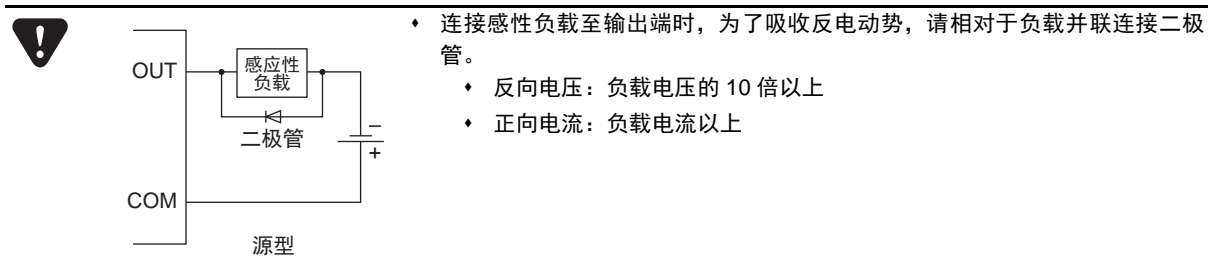 OUT
感应性
负载
二极管
−
+
COM
源型
♦ 连接感性负载至输出端时，为了吸收反电动势，请相对于负载并联连接二极
管。
♦ 反向电压：负载电压的 10 倍以上
♦ 正向电流：负载电流以上